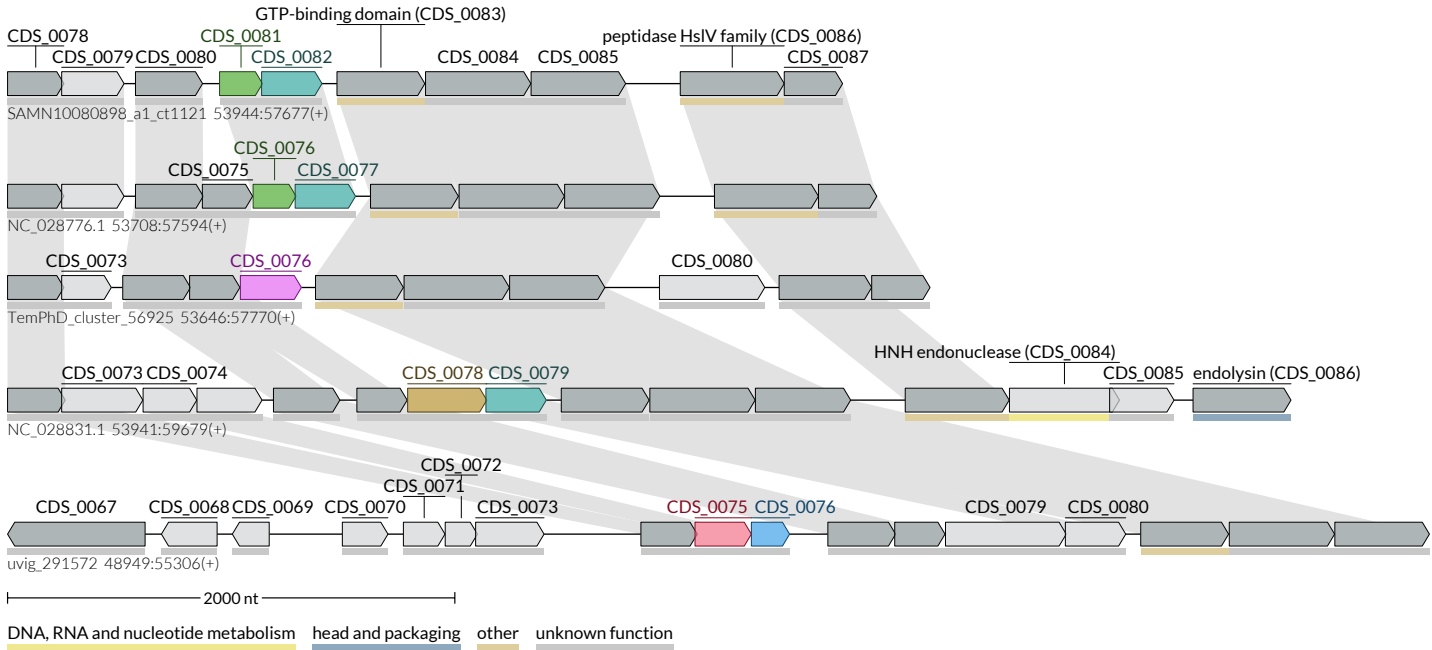 GTP-binding domain (CDS_0083)
CDS_0078 CDS_0081 peptidase HslV family (CDS_0086)
CDS_0079 CDS_0080 CDS_0082 CDS_0084 CDS_0085 CDS_0087
SAMN10080898_a1_ct1121 53944:57677(+)
CDS_0076
CDS_0075 CDS_0077
NC_028776.1 53708:57594(+)
CDS_0073 CDS_0076 CDS_0080
TemPhD_cluster_56925 53646:57770(+)
HNH endonuclease (CDS_0084)
CDS_0073 CDS_0074 CDS_0078 CDS_0079 CDS_0085 endolysin (CDS_0086)
NC_028831.1 53941:59679(+)
CDS_0072
CDS_0071
CDS_0067 CDS_0068 CDS_0069 CDS_0070 CDS_0073 CDS_0075 CDS_0076 CDS_0079 CDS_0080
uvig_291572 48949:55306(+)
2000 nt
DNA, RNA and nucleotide metabolism head and packaging other unknown function